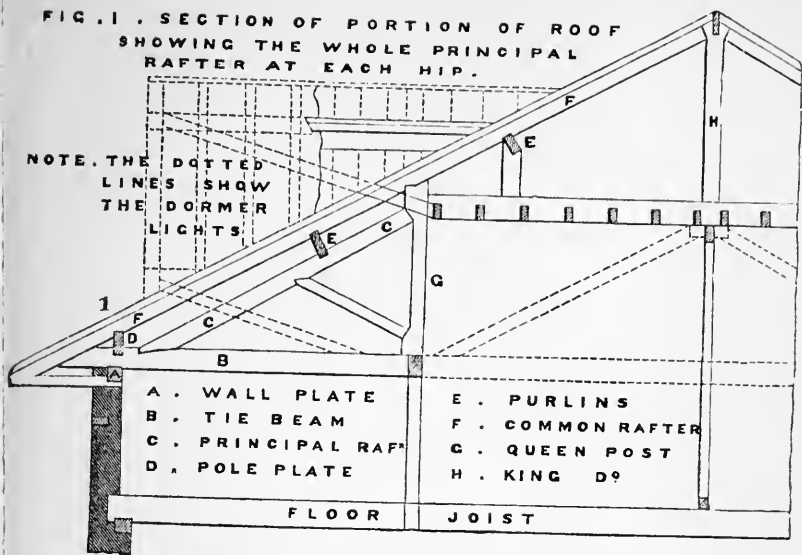 FIG.1. SECTION OF PORTION OF ROOF
SHOWING THE WHOLE PRINCIPAL
RAFTER AT EACH HIP.
NOTE. THE DOTTED
LINES SHOW
THE DORMER
LIGHTS
F
H
E
E
C
G
1
F
C
D
B
A
A. WALL PLATE
B. TIE BEAM
C. PRINCIPAL RAFR
D. POLE PLATE
E. PURLINS
F. COMMON RAFTER
G. QUEEN POST
H. KING Do
FLOOR JOIST